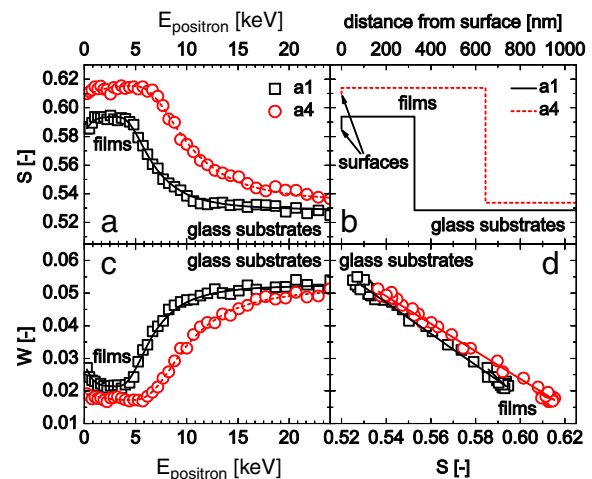 E_positron [keV]
distance from surface [nm]
0 5 10 15 20
0 200 400 600 800 1000
S [-]
0.62
0.60
0.58
0.56
0.54
0.52
a1
a4
films
glass substrates
a
a1
a4
films
surfaces
glass substrates
b
W [-]
0.06
0.05
0.04
0.03
0.02
0.01
c
glass substrates
films
glass substrates
d
films
0 5 10 15 20
0.52 0.54 0.56 0.58 0.60 0.62
E_positron [keV]
S [-]